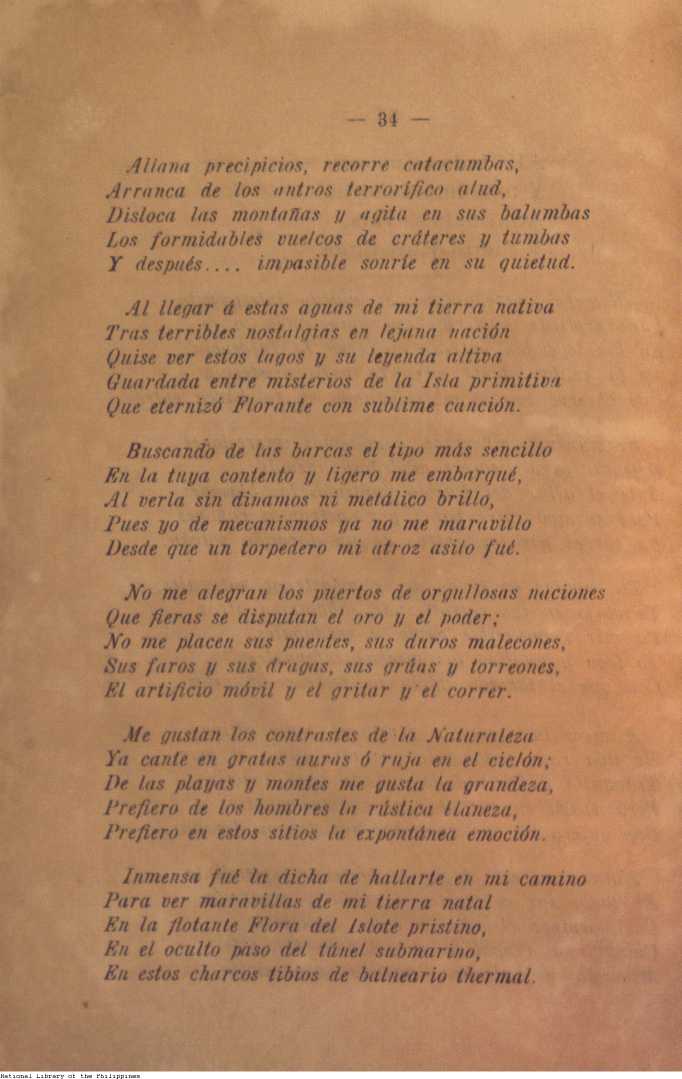 — 34 —
Allana precipicios, recorre catacumbas,
Arranca de los antros terrorífico alud,
Disloca las montañas y agita en sus balumbas
Los formidables vuelcos de cráteres y tumbas
Y después.... impasible sonríe en su quietud.
Al llegar á estas aguas de mi tierra nativa
Tras terribles nostalgias en lejana nación
Quise ver estos lagos y su leyenda altiva
Guardada entre misterios de la Isla primitiva
Que eternizó Florante con sublime canción.
Buscando de las barcas el tipo más sencillo
En la tuya contento y ligero me embarqué,
Al verla sin dinamos ni metálico brillo,
Pues yo de mecanismos ya no me maravillo
Desde que un torpedero mi atroz asilo fué.
No me alegran los puertos de orgullosas naciones
Que fieras se disputan el oro y el poder;
No me placen sus puentes, sus duros malecones,
Sus faros y sus dragas, sus grúas y torreones,
El artificio móvil y el gritar y el correr.
Me gustan los contrastes de la Naturaleza
Ya cante en gratas auras ó ruja en el ciclón;
De las playas y montes me gusta la grandeza,
Prefiero de los hombres la rústica llaneza,
Prefiero en estos sitios la expontánea emoción.
Inmensa fué la dicha de hallarte en mi camino
Para ver maravillas de mi tierra natal
En la flotante Flora del Islote pristino,
En el oculto paso del túnel submarino,
En estos charcos tibios de balneario thermal.
National Library of the Philippines